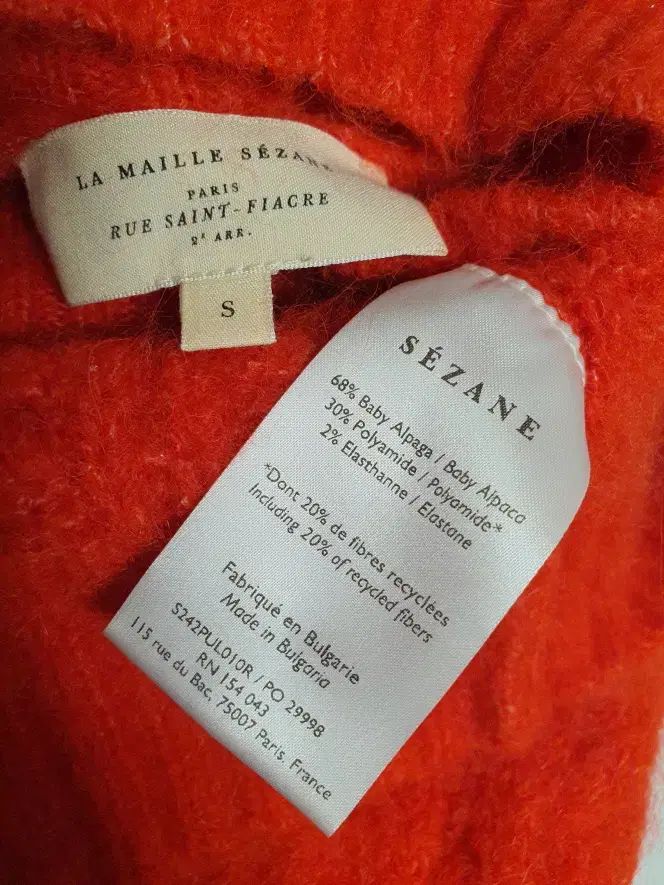 LA MAILLE SÉZANE
PARIS
RUE SAINT-FIACRE
2ᵉ ARR.
S
SÉZANE
68% Baby Alpaga / Baby Alpaca
30% Polyamide / Polyamide*
2% Elasthanne / Elastane
*Dont 20% de fibres recyclées
Including 20% of recycled fibers
Fabriqué en Bulgarie
Made in Bulgaria
S242PUL010R / PO 29998
RN 154 043
115 rue du Bac, 75007 Paris, France